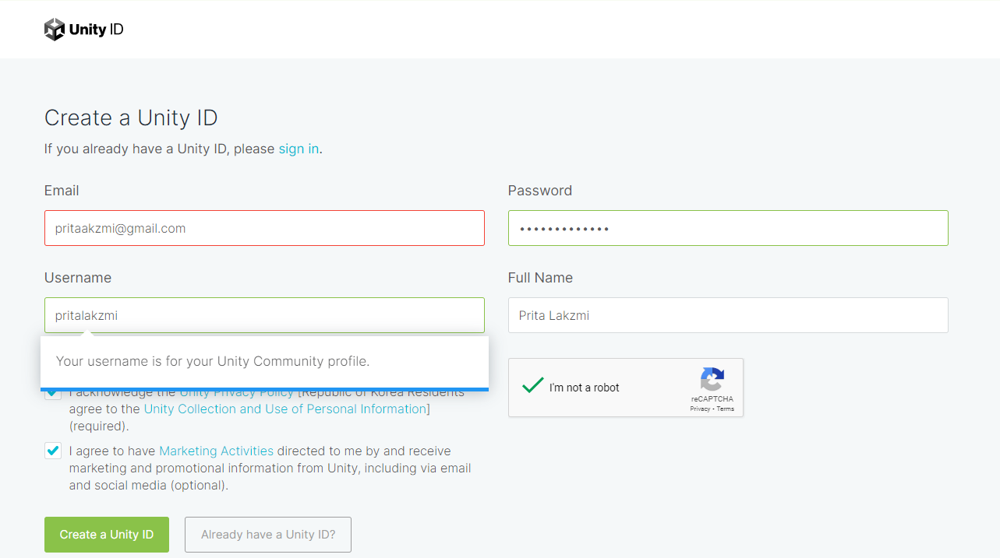 Unity ID
Create a Unity ID
If you already have a Unity ID, please sign in.
Email
Password
pritaakzmi@gmail.com
•••••••••••••
Username
Full Name
pritalakzmi
Prita Lakzmi
Your username is for your Unity Community profile.
I acknowledge the Unity Privacy Policy [Republic of Korea Residents
agree to the Unity Collection and Use of Personal Information]
(required).
I'm not a robot
reCAPTCHA
Privacy - Terms
I agree to have Marketing Activities directed to me by and receive
marketing and promotional information from Unity, including via email
and social media (optional).
Create a Unity ID
Already have a Unity ID?